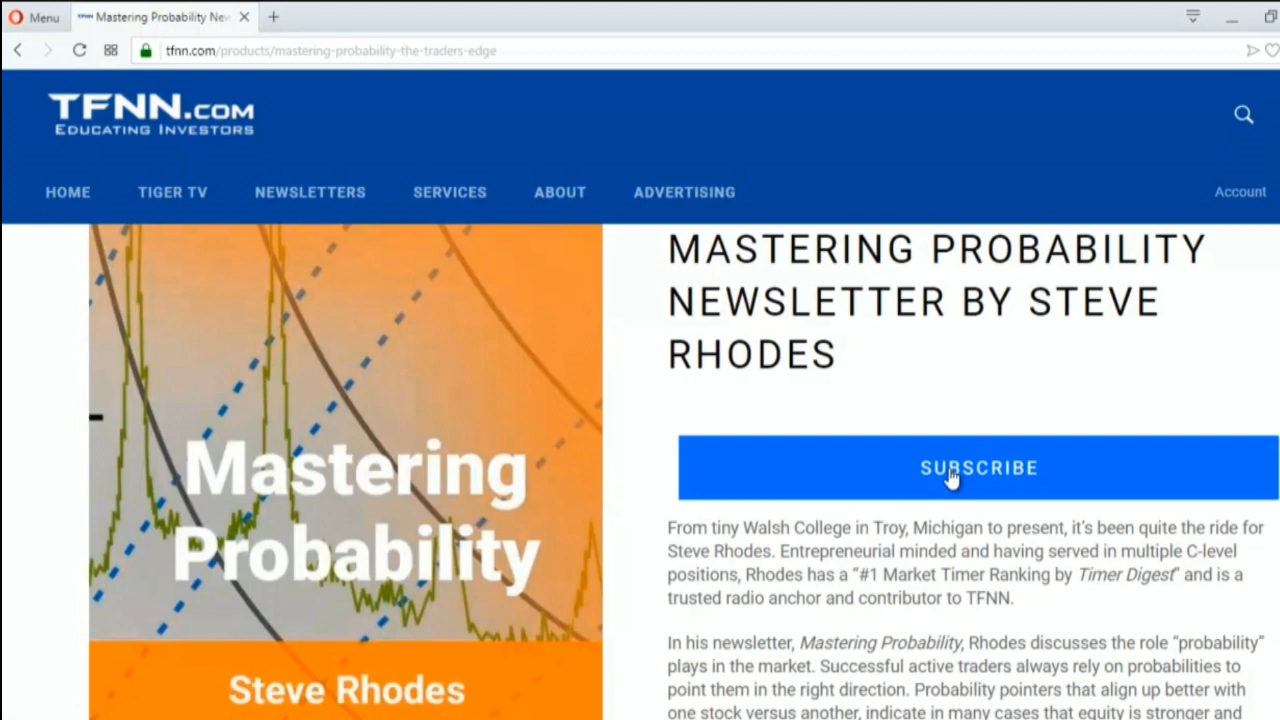 Menu
Mastering Probability New
tfnn.com/products/mastering-probability-the-traders-edge
TFNN.COM
EDUCATING INVESTORS
HOME TIGER TV NEWSLETTERS SERVICES ABOUT ADVERTISING Account
MASTERING PROBABILITY
NEWSLETTER BY STEVE
RHODES
Mastering
Probability
Steve Rhodes
SUBSCRIBE
From tiny Walsh College in Troy, Michigan to present, it's been quite the ride for
Steve Rhodes. Entrepreneurial minded and having served in multiple C-level
positions, Rhodes has a “#1 Market Timer Ranking by Timer Digest” and is a
trusted radio anchor and contributor to TFNN.
In his newsletter, Mastering Probability, Rhodes discusses the role “probability”
plays in the market. Successful active traders always rely on probabilities to
point them in the right direction. Probability pointers that align up better with
one stock versus another, indicate in many cases that equity is stronger and